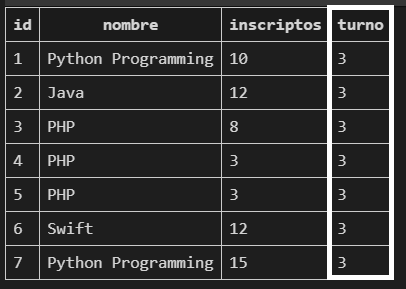 id nombre inscriptos turno
1 Python Programming 10 3
2 Java 12 3
3 PHP 8 3
4 PHP 3 3
5 PHP 3 3
6 Swift 12 3
7 Python Programming 15 3